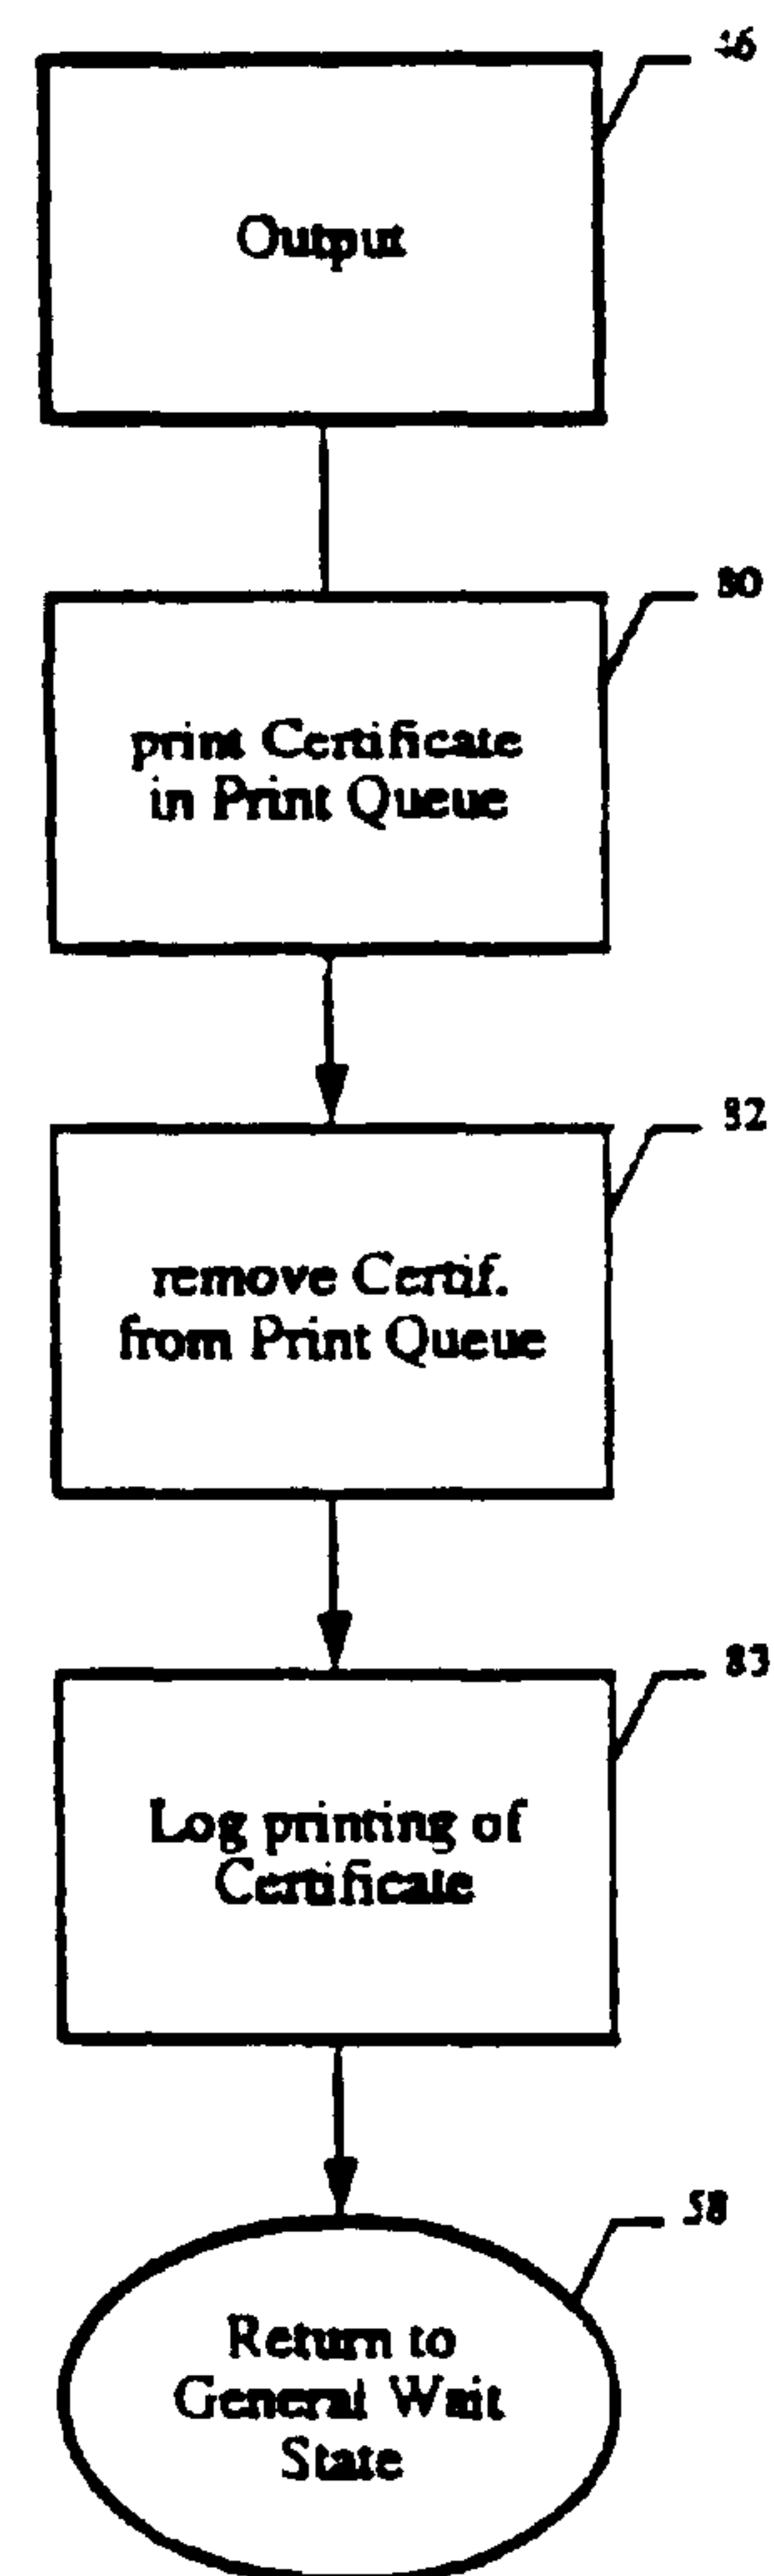 46
Output
80
print Certificate
in Print Queue
82
remove Certif.
from Print Queue
83
Log printing of
Certificate
58
Return to
General Wait
State